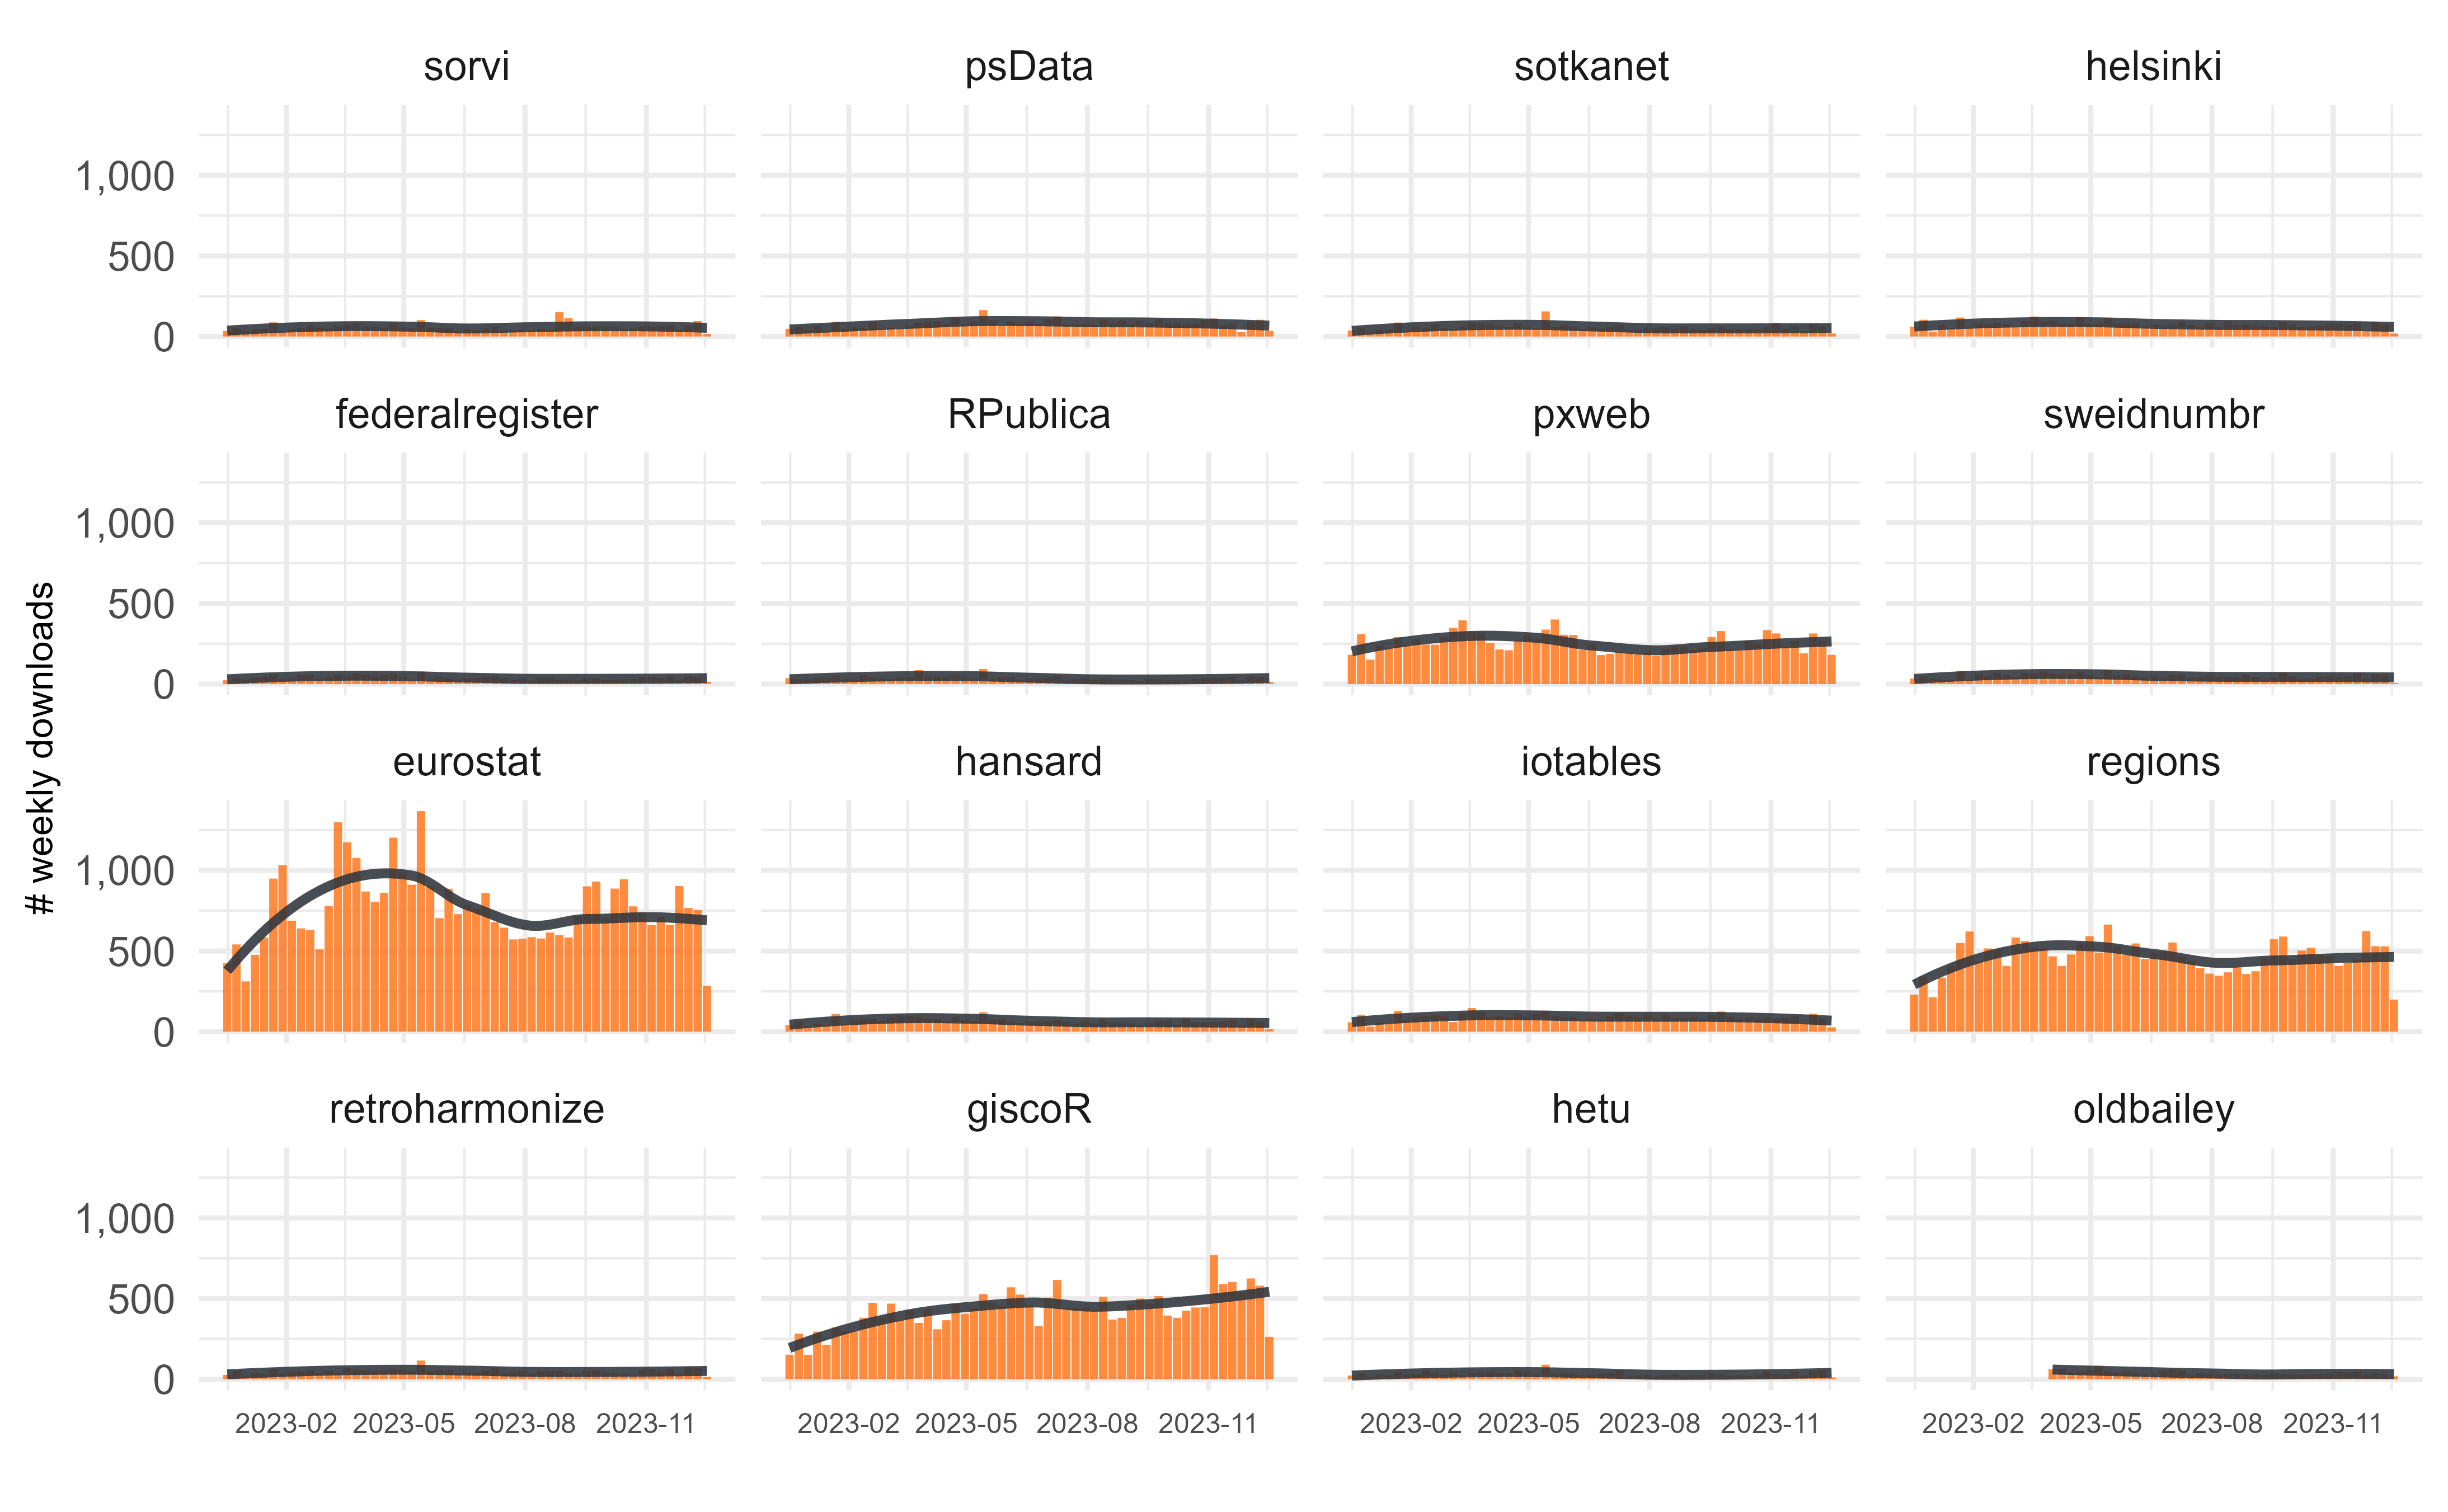 sorvi psData sotkanet helsinki
1,000
500
0
federalregister RPublica pxweb sweidnumbr
1,000
500
0
# weekly downloads
eurostat hansard iotables regions
1,000
500
0
retroharmonize giscoR hetu oldbailey
1,000
500
0
2023-02 2023-05 2023-08 2023-11 2023-02 2023-05 2023-08 2023-11 2023-02 2023-05 2023-08 2023-11 2023-02 2023-05 2023-08 2023-11